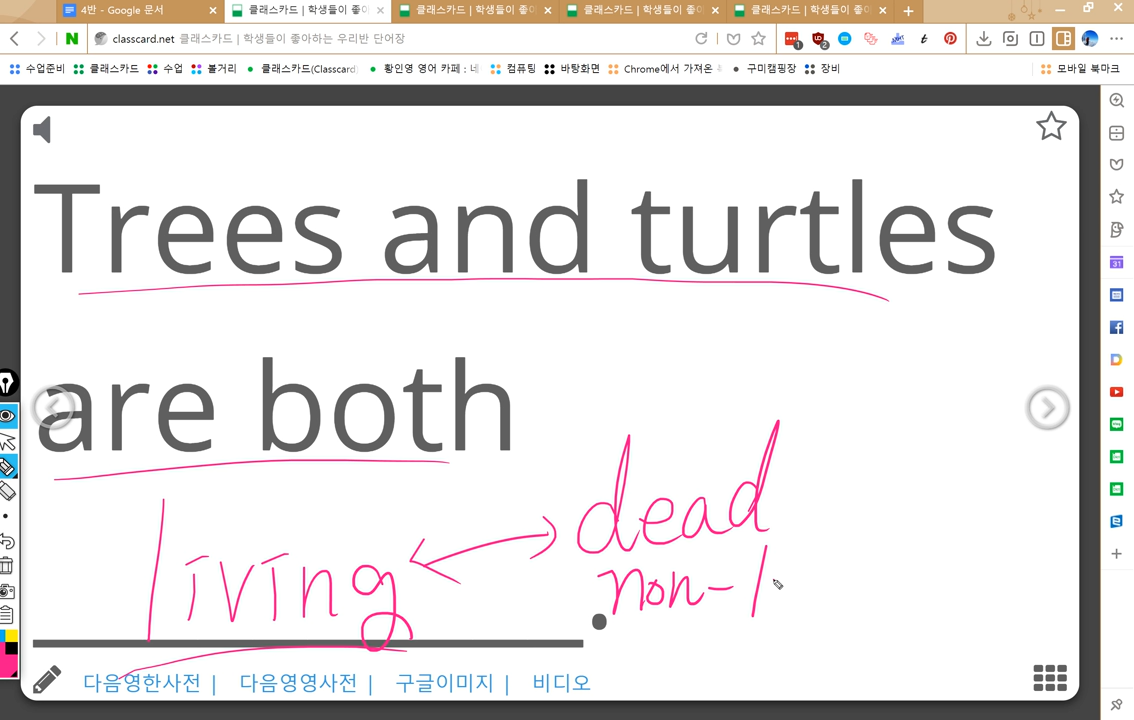 4반 - Google 문서
클래스카드 | 학생들이 좋아
클래스카드 | 학생들이 좋아하
클래스카드 | 학생들이 좋아하
클래스카드 | 학생들이 좋아하
N classcard.net 클래스카드 | 학생들이 좋아하는 우리반 단어장
수업준비 클래스카드 수업 볼거리 클래스카드(Classcard) 황인영 영어 카페 ; 네 컴퓨팅 바탕화면 Chrome에서 가져온 구미캠핑장 장비 모바일 북마크
Trees and turtles
are both
living dead
non-l
.
다음영한사전 | 다음영영사전 | 구글이미지 | 비디오